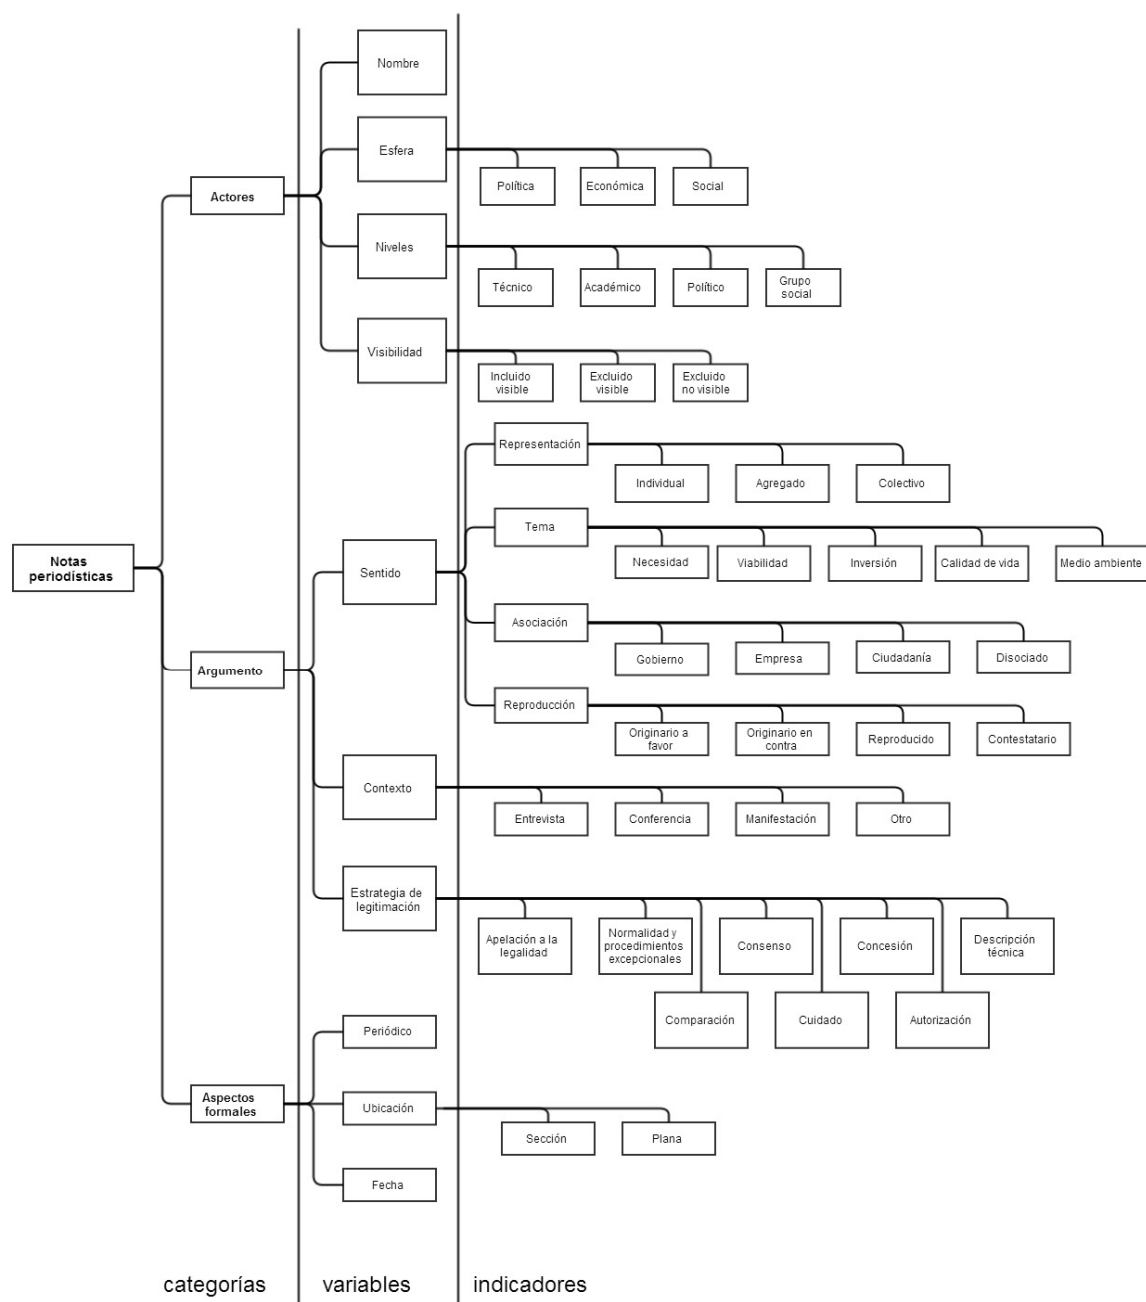 Nombre
Esfera
Política
Económica
Social
Actores
Niveles
Técnico
Académico
Político
Grupo
social
Visibilidad
Incluido
visible
Excluido
visible
Excluido
no visible
Representación
Individual
Agregado
Colectivo
Tema
Necesidad
Viabilidad
Inversión
Calidad de vida
Medio ambiente
Notas
periodísticas
Sentido
Asociación
Gobierno
Empresa
Ciudadanía
Disociado
Argumento
Reproducción
Originario a
favor
Originario en
contra
Reproducido
Contestatario
Contexto
Entrevista
Conferencia
Manifestación
Otro
Estrategia de
legitimación
Apelación a la
legalidad
Normalidad y
procedimientos
excepcionales
Consenso
Concesión
Descripción
técnica
Comparación
Cuidado
Autorización
Periódico
Aspectos
formales
Ubicación
Sección
Plana
Fecha
categorías
variables
indicadores